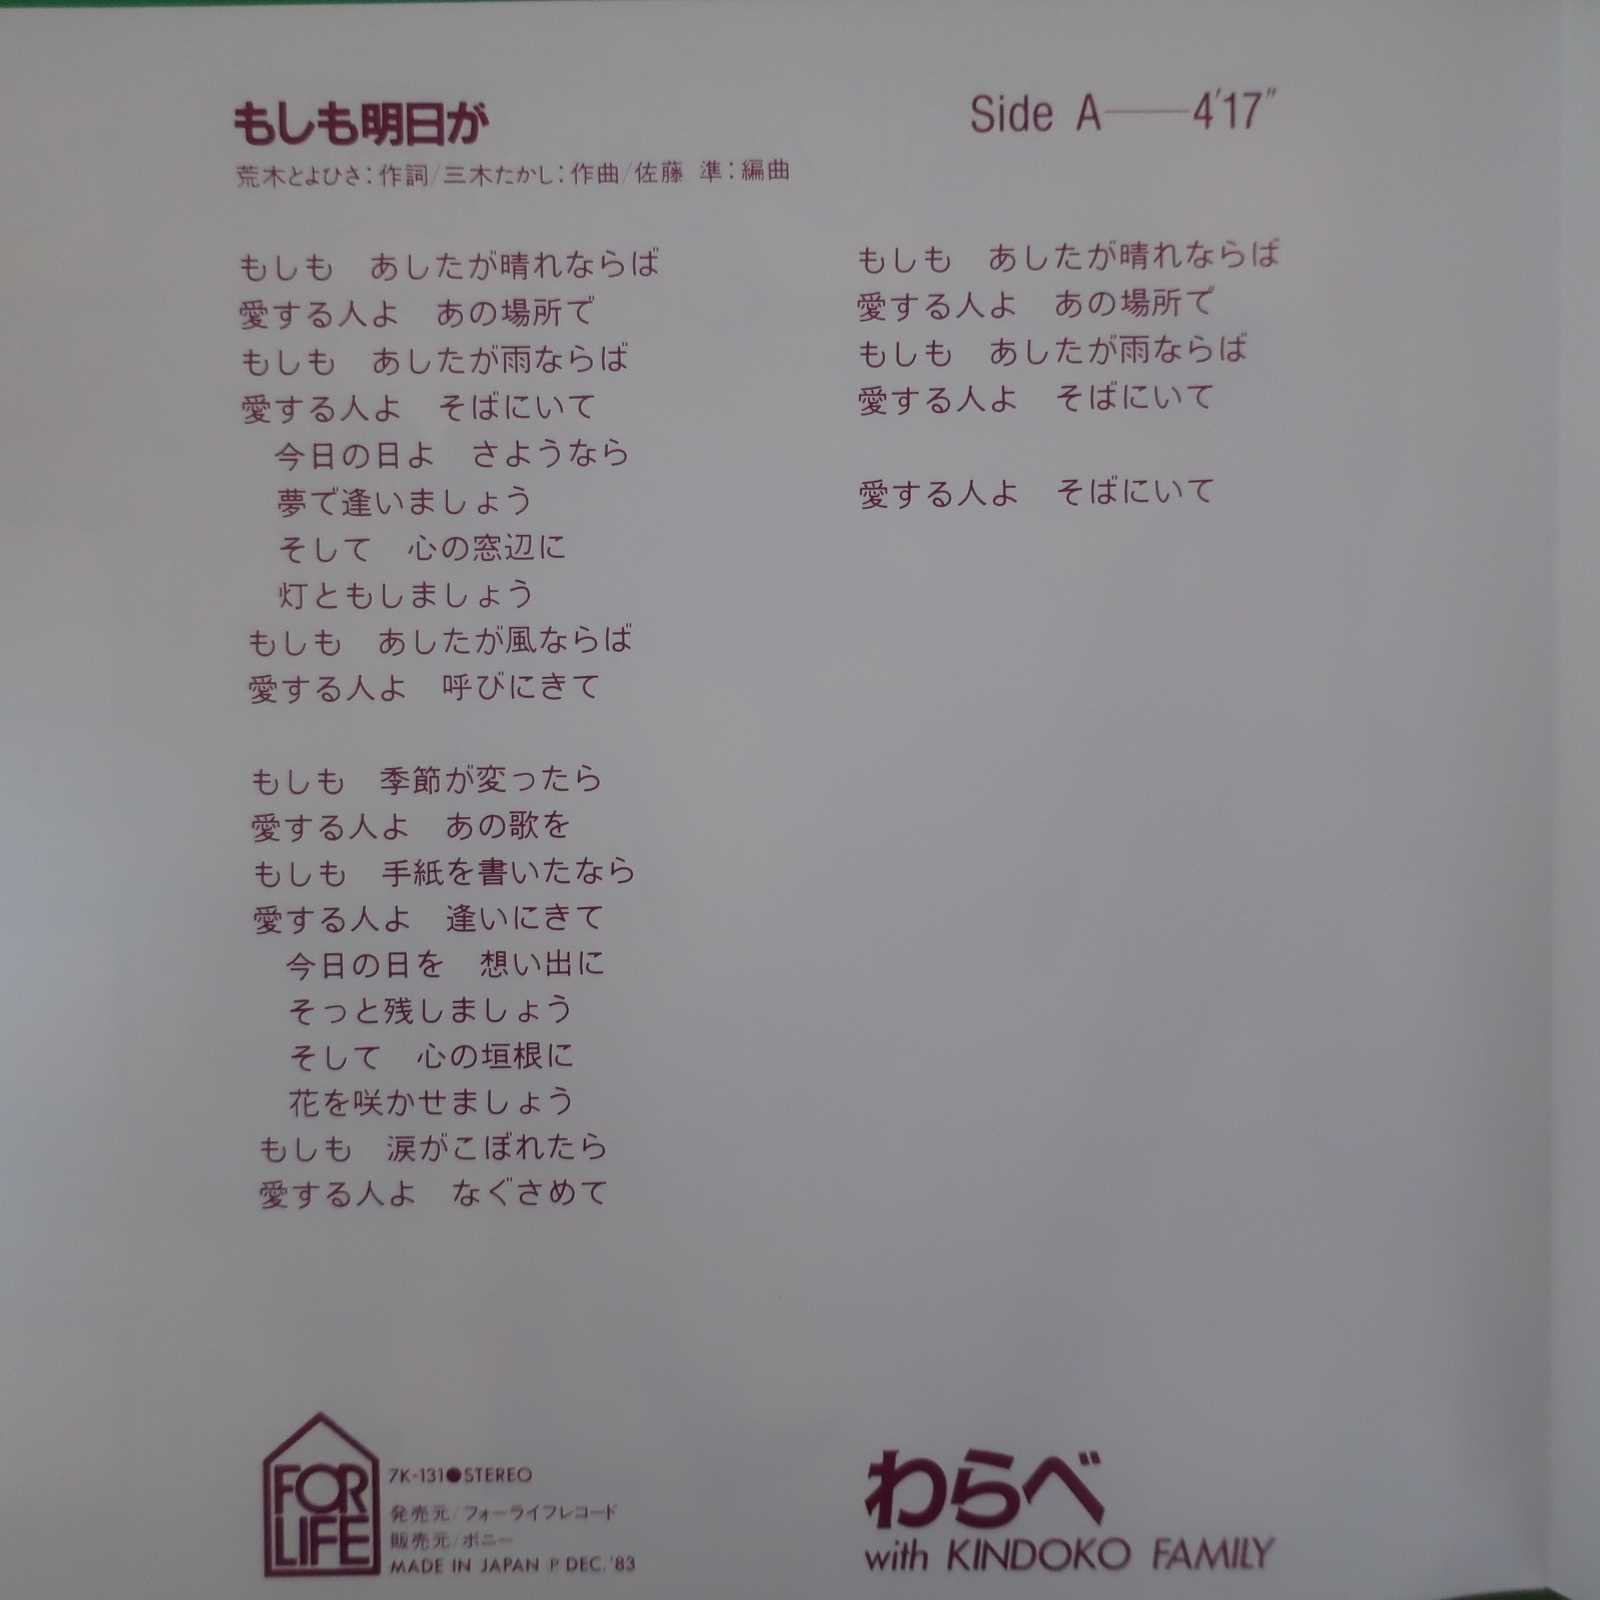 もしも明日が
Side A——4'17"
荒木とよひさ：作詞/三木たかし：作曲/佐藤 準：編曲
もしも　あしたが晴れならば
愛する人よ　あの場所で
もしも　あしたが雨ならば
愛する人よ　そばにいて
今日の日よ　さようなら
夢で逢いましょう
そして　心の窓辺に
灯ともしましょう
もしも　あしたが風ならば
愛する人よ　呼びにきて
もしも　季節が変ったら
愛する人よ　あの歌を
もしも　手紙を書いたなら
愛する人よ　逢いにきて
今日の日を　想い出に
そっと残しましょう
そして　心の垣根に
花を咲かせましょう
もしも　涙がこぼれたら
愛する人よ　なぐさめて
もしも　あしたが晴れならば
愛する人よ　あの場所で
もしも　あしたが雨ならば
愛する人よ　そばにいて
愛する人よ　そばにいて
FOR
LIFE
7K-131●STEREO
発売元/フォーライフレコード
販売元/ポニー
MADE IN JAPAN Ⓟ DEC.'83
わらべ
with KINDOKO FAMILY